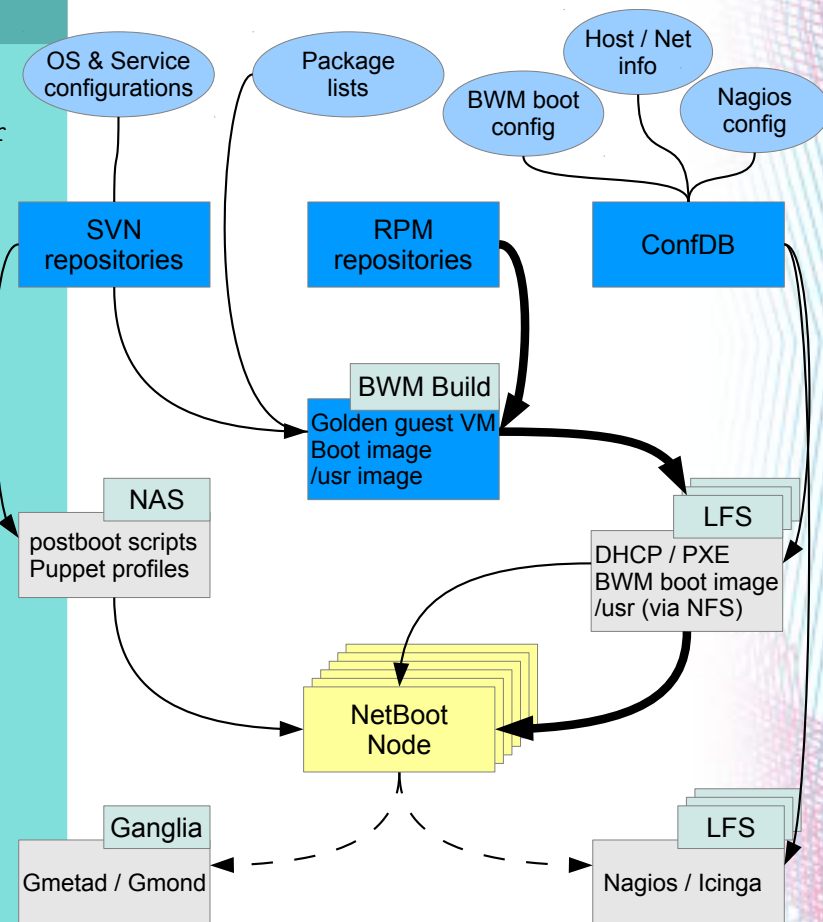 OS & Service
configurations
Package
lists
Host / Net
info
BWM boot
config
Nagios
config
SVN
repositories
RPM
repositories
ConfDB
BWM Build
Golden guest VM
Boot image
/usr image
NAS
postboot scripts
Puppet profiles
LFS
DHCP / PXE
BWM boot image
/usr (via NFS)
NetBoot
Node
Ganglia
Gmetad / Gmond
LFS
Nagios / Icinga